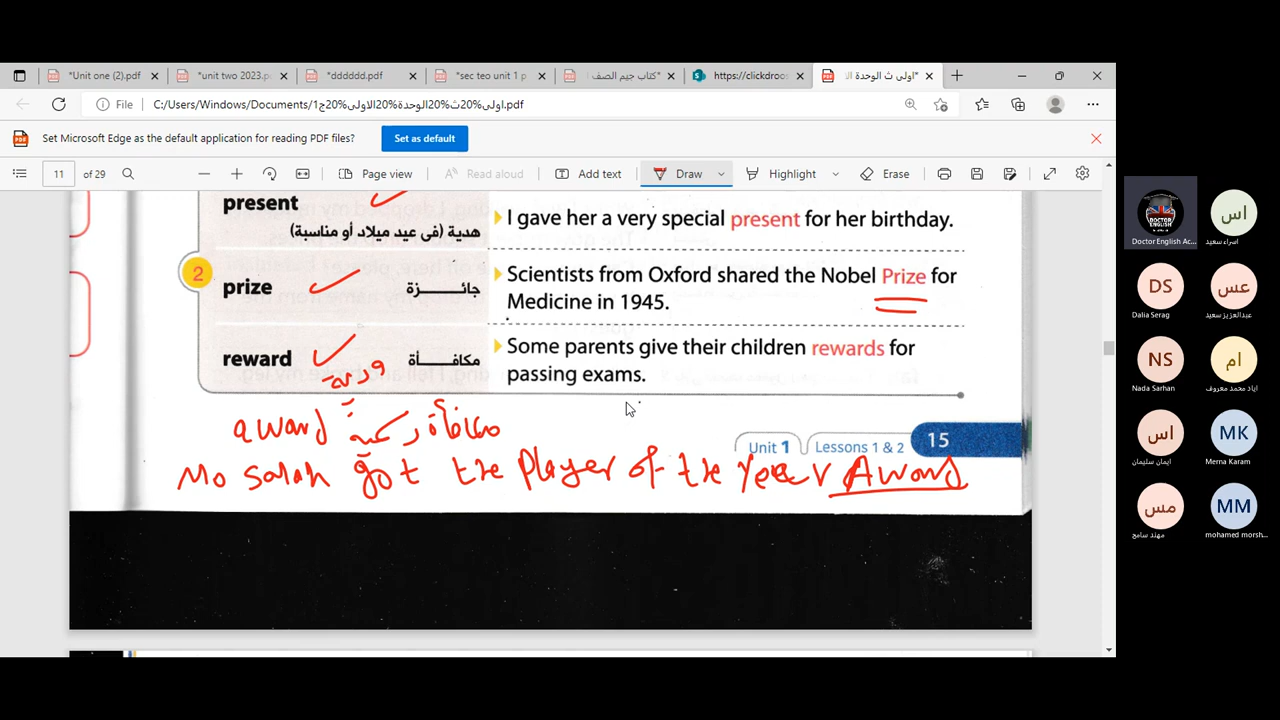 *Unit one (2).pdf
*unit two 2023.p
*dddddd.pdf
*sec teo unit 1 p
*كتاب جيم الصف
https://clickdroo
*اولى ث الوحدة الا
File
C:/Users/Windows/Documents/اولى%20ث%20الوحدة%20الاولى%20ج1.pdf
Set Microsoft Edge as the default application for reading PDF files?
Set as default
11 of 29
Page view
Read aloud
Add text
Draw
Highlight
Erase
present
هدية (فى عيد ميلاد أو مناسبة)
I gave her a very special present for her birthday.
2
prize
جائزة
Scientists from Oxford shared the Nobel Prize for
Medicine in 1945.
reward
مكافأة
Some parents give their children rewards for
passing exams.
award
مكافأة رسمية
Unit 1 Lessons 1 & 2 15
Mo Salah got the Player of the Year Award
Doctor English Ac...
اس
اسراء سعيد
DS
Dalia Serag
عس
عبدالعزيز سعيد
NS
Nada Sarhan
ام
اياد محمد معروف
اس
ايمان سليمان
MK
Merna Karam
مس
مهند سامح
MM
mohamed morsh...